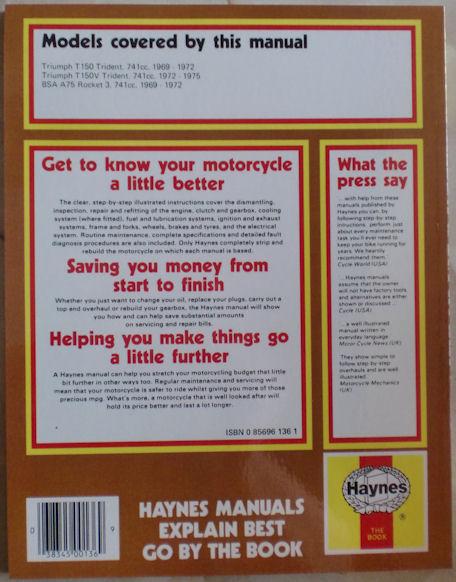 Models covered by this manual
Triumph T150 Trident. 741cc. 1969 - 1972
Triumph T150V Trident. 741cc. 1972 - 1975
BSA A75 Rocket 3. 741cc. 1969 - 1972
Get to know your motorcycle
a little better
The clear, step-by-step illustrated instructions cover the dismantling,
inspection, repair and refitting of the engine, clutch and gearbox, cooling
system (where fitted), fuel and lubrication systems, ignition and exhaust
systems, frame and forks, wheels, brakes and tyres, and the electrical
system. Routine maintenance, complete specifications and detailed fault
diagnosis procedures are also included. Only Haynes completely strip and
rebuild the motorcycle on which each manual is based.
Saving you money from
start to finish
Whether you just want to change your oil, replace your plugs, carry out a
top end overhaul or rebuild your gearbox, the Haynes manual will show
you how and can help save substantial amounts
on servicing and repair bills.
Helping you make things go
a little further
A Haynes manual can help you stretch your motorcycling budget that little
bit further in other ways too. Regular maintenance and servicing will
mean that your motorcycle is safer to ride whilst giving you more of those
precious mpg. What's more, a motorcycle that is well looked after will
hold its price better and last a lot longer.
ISBN 0 85696 136 1
What the
press say
... with help from these
manuals published by
Haynes you can, by
following step-by-step
intructions, perform just
about every maintenance
task you'll ever need to
keep your bike running for
years. We heartily
recommend them.
Cycle World (USA)
...Haynes manuals
assume that the owner
will not have factory tools
and alternatives are either
shown or discussed ...
Cycle (USA)
...a well illustrated
manual written in
everyday language.
Motor Cycle News (UK)
They show simple to
follow step-by-step
overhauls and are well
illustrated.
Motorcycle Mechanics
(UK)
Haynes
®
THE
BOOK
0 38345 00136 9
HAYNES MANUALS
EXPLAIN BEST
GO BY THE BOOK